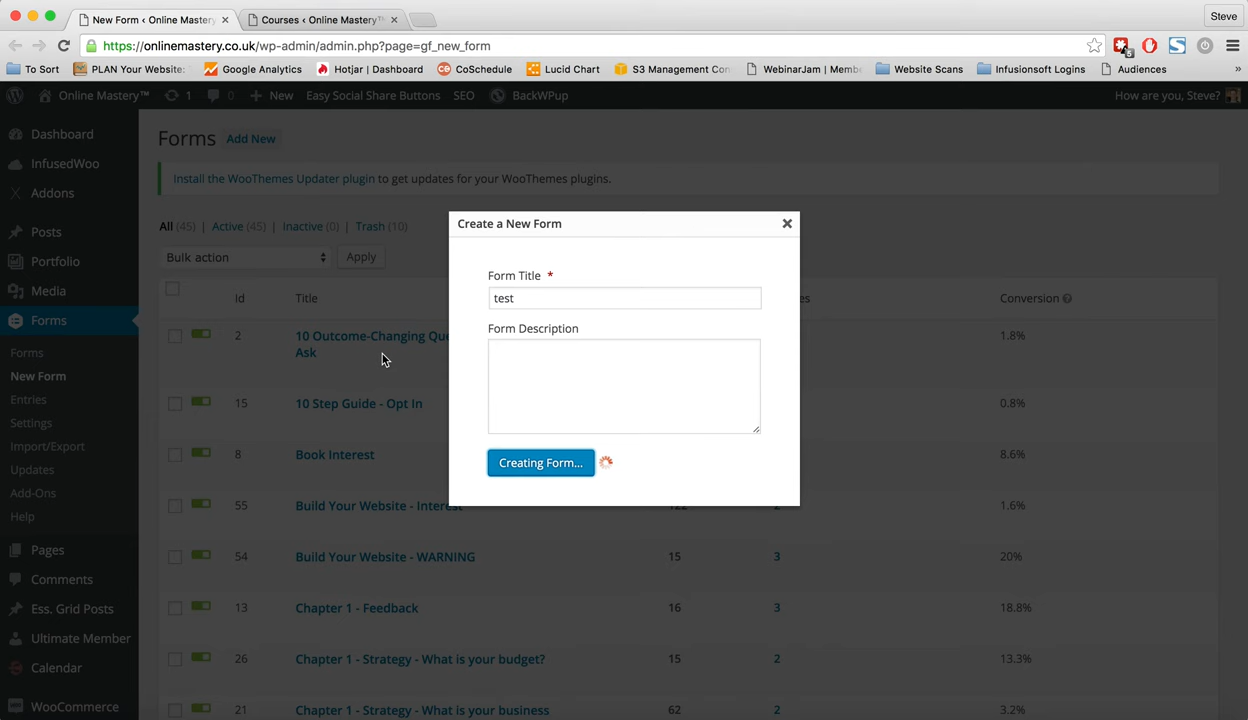 New Form ‹ Online Mastery
Courses ‹ Online Mastery™
Steve
https://onlinemastery.co.uk/wp-admin/admin.php?page=gf_new_form
To Sort
PLAN Your Website:
Google Analytics
Hotjar | Dashboard
CoSchedule
Lucid Chart
S3 Management Con
WebinarJam | Membe
Website Scans
Infusionsoft Logins
Audiences
»
Online Mastery™
1
0
New
Easy Social Share Buttons
SEO
BackWPup
How are you, Steve?
Dashboard
InfusedWoo
Addons
Posts
Portfolio
Media
Forms
Forms
New Form
Entries
Settings
Import/Export
Updates
Add-Ons
Help
Pages
Comments
Ess. Grid Posts
Ultimate Member
Calendar
WooCommerce
Forms Add New
Install the WooThemes Updater plugin to get updates for your WooThemes plugins.
All (45) | Active (45) | Inactive (0) | Trash (10)
Bulk action Apply
Id Title Conversion
2 10 Outcome-Changing Que 1.8%
Ask
15 10 Step Guide - Opt In 0.8%
8 Book Interest 8.6%
55 Build Your Website - Interest 122 2 1.6%
54 Build Your Website - WARNING 15 3 20%
13 Chapter 1 - Feedback 16 3 18.8%
26 Chapter 1 - Strategy - What is your budget? 15 2 13.3%
21 Chapter 1 - Strategy - What is your business 62 2 3.2%
Create a New Form
Form Title *
test
Form Description
Creating Form...